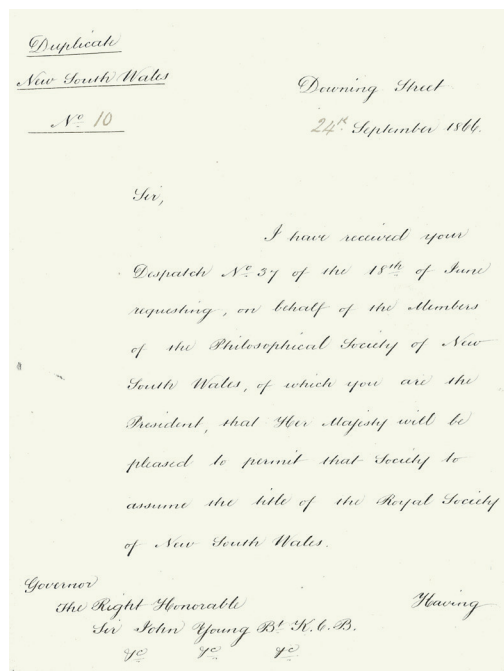 Duplicate
New South Wales
Nº 10
Downing Street
24th September 1866.
Sir,
I have received your
Despatch Nº 37 of the 18th of June
requesting, on behalf of the Members
of the Philosophical Society of New
South Wales, of which you are the
President, that Her Majesty will be
pleased to permit that Society to
assume the title of the Royal Society
of New South Wales.
Governor
The Right Honorable
Sir John Young Bt K.C.B.
&c &c &c
Having